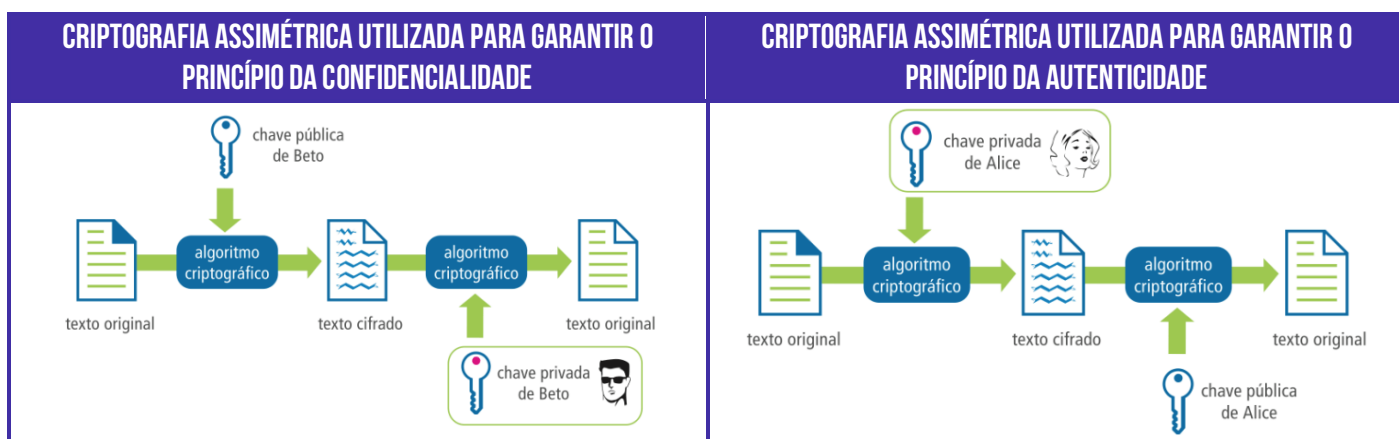 CRIPTOGRAFIA ASSIMÉTRICA UTILIZADA PARA GARANTIR O
PRINCÍPIO DA CONFIDENCIALIDADE
CRIPTOGRAFIA ASSIMÉTRICA UTILIZADA PARA GARANTIR O
PRINCÍPIO DA AUTENTICIDADE
chave pública
de Beto
algoritmo
criptográfico
algoritmo
criptográfico
texto original
texto cifrado
texto original
chave privada
de Beto
chave privada
de Alice
algoritmo
criptográfico
algoritmo
criptográfico
texto original
texto cifrado
texto original
chave pública
de Alice